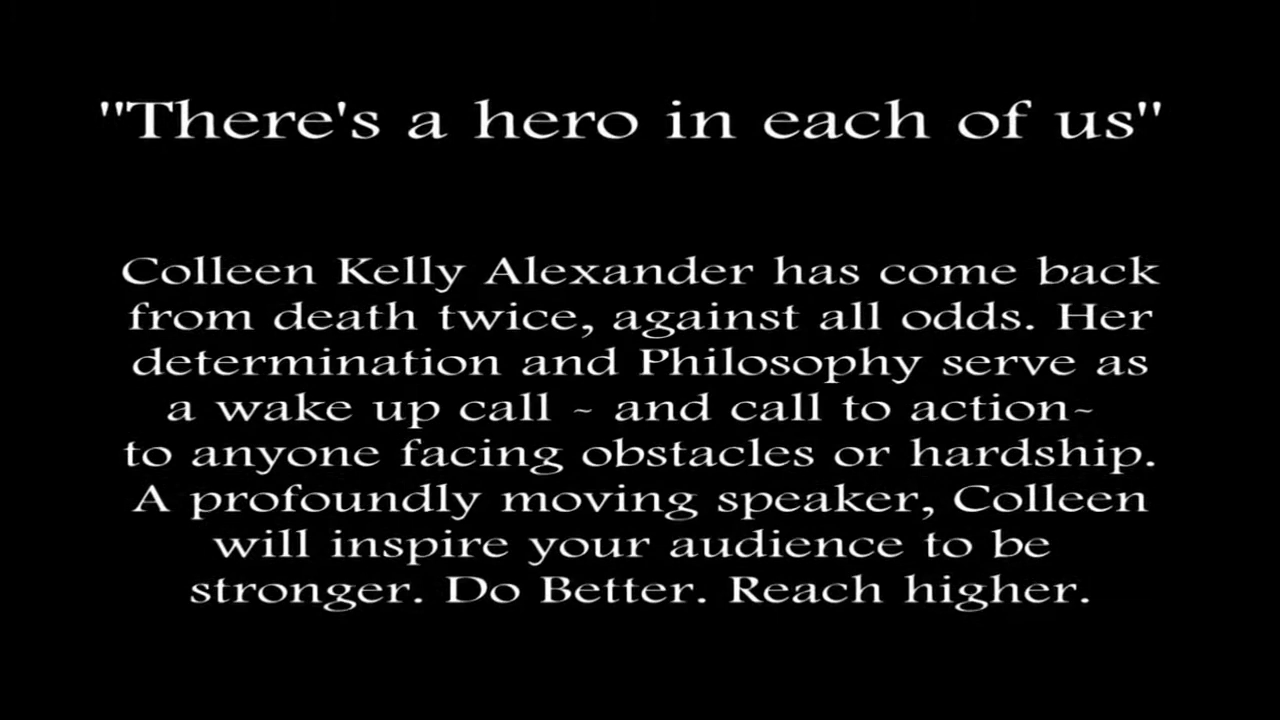 "There's a hero in each of us"
Colleen Kelly Alexander has come back
from death twice, against all odds. Her
determination and Philosophy serve as
a wake up call ~ and call to action~
to anyone facing obstacles or hardship.
A profoundly moving speaker, Colleen
will inspire your audience to be
stronger. Do Better. Reach higher.